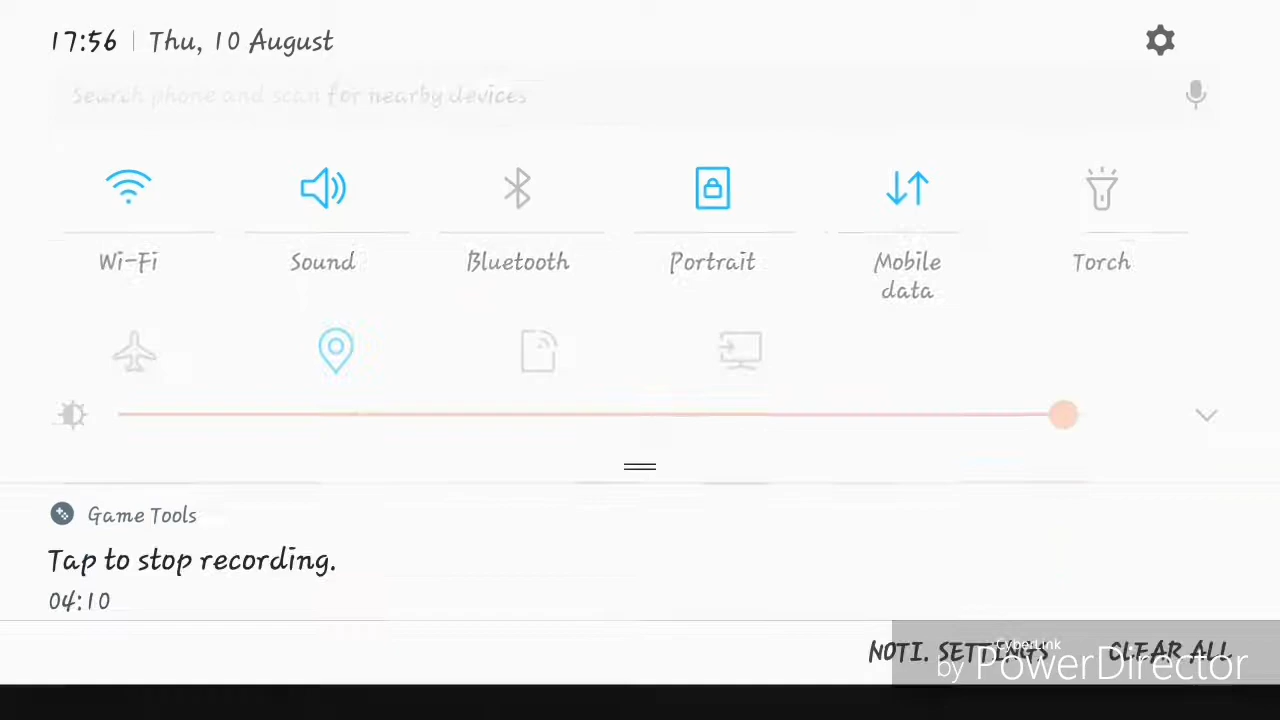 17:56 | Thu, 10 August
Search phone and scan for nearby devices
Wi-Fi
Sound
Bluetooth
Portrait
Mobile
data
Torch
Game Tools
Tap to stop recording.
04:10
NOTI. SETTINGS
CLEAR ALL
CyberLink
by PowerDirector